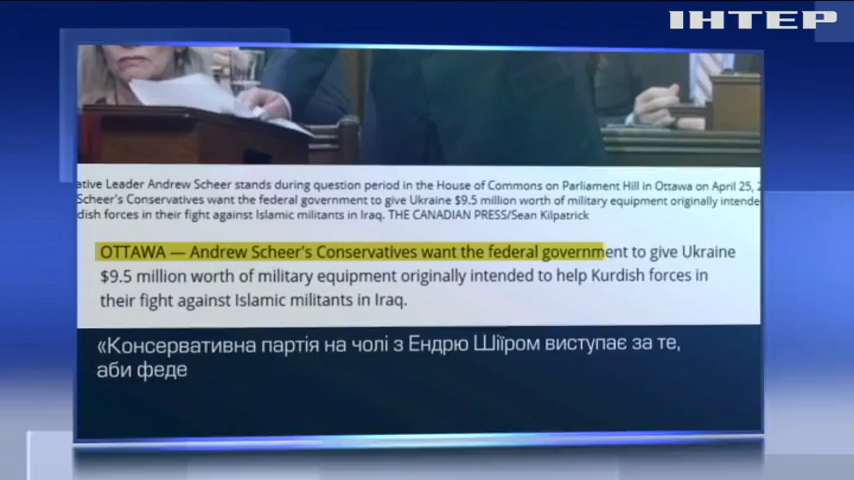 ІНТЕР
ative Leader Andrew Scheer stands during question period in the House of Commons on Parliament Hill in Ottawa on April 25,
Scheer's Conservatives want the federal government to give Ukraine $9.5 million worth of military equipment originally intende
dish forces in their fight against Islamic militants in Iraq. THE CANADIAN PRESS/Sean Kilpatrick
OTTAWA — Andrew Scheer's Conservatives want the federal government to give Ukraine
$9.5 million worth of military equipment originally intended to help Kurdish forces in
their fight against Islamic militants in Iraq.
«Консервативна партія на чолі з Ендрю Шіїром виступає за те,
аби феде